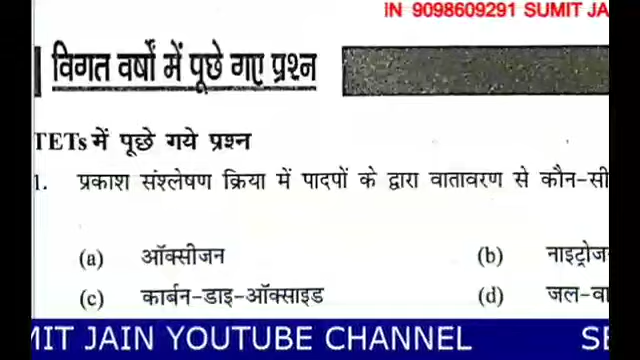 IN 9098609291 SUMIT JA
विगत वर्षों में पूछे गए प्रश्न
TETs में पूछे गये प्रश्न
1. प्रकाश संश्लेषण क्रिया में पादपों के द्वारा वातावरण से कौन-सी
(a) ऑक्सीजन (b) नाइट्रोज
(c) कार्बन-डाइ-ऑक्साइड (d) जल-वा
MIT JAIN YOUTUBE CHANNEL SE